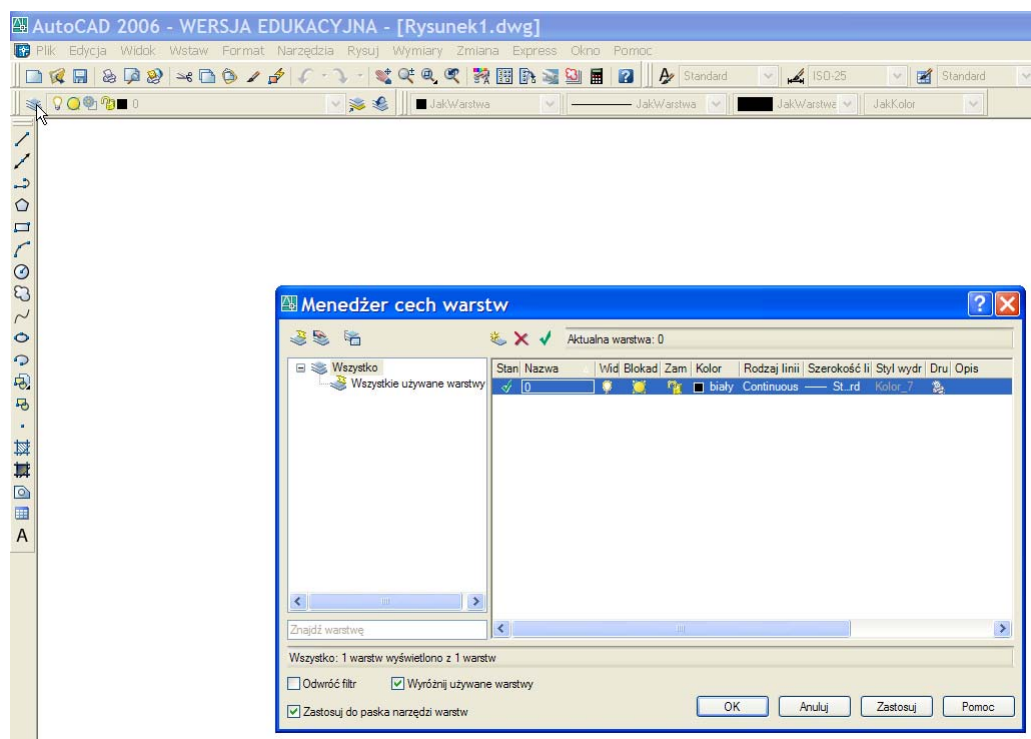 AutoCAD 2006 - WERSJA EDUKACYJNA - [Rysunek1.dwg]
Plik Edycja Widok Wstaw Format Narzędzia Rysuj Wymiary Zmiana Express Okno Pomoc
Standard ISO-25 Standard
0 JakWarstwa JakWarstwa JakWarstwa JakKolor
A
Menedżer cech warstw
Aktualna warstwa: 0
Wszystko
Wszystkie używane warstwy
Stan Nazwa Wid Blokad Zam Kolor Rodzaj linii Szerokość li Styl wydr Dru Opis
0 biały Continuous St...rd Kolor_7
Znajdź warstwę
Wszystko: 1 warstw wyświetlono z 1 warstw
Odwróć filtr Wyróżnij używane warstwy
Zastosuj do paska narzędzi warstw
OK Anuluj Zastosuj Pomoc